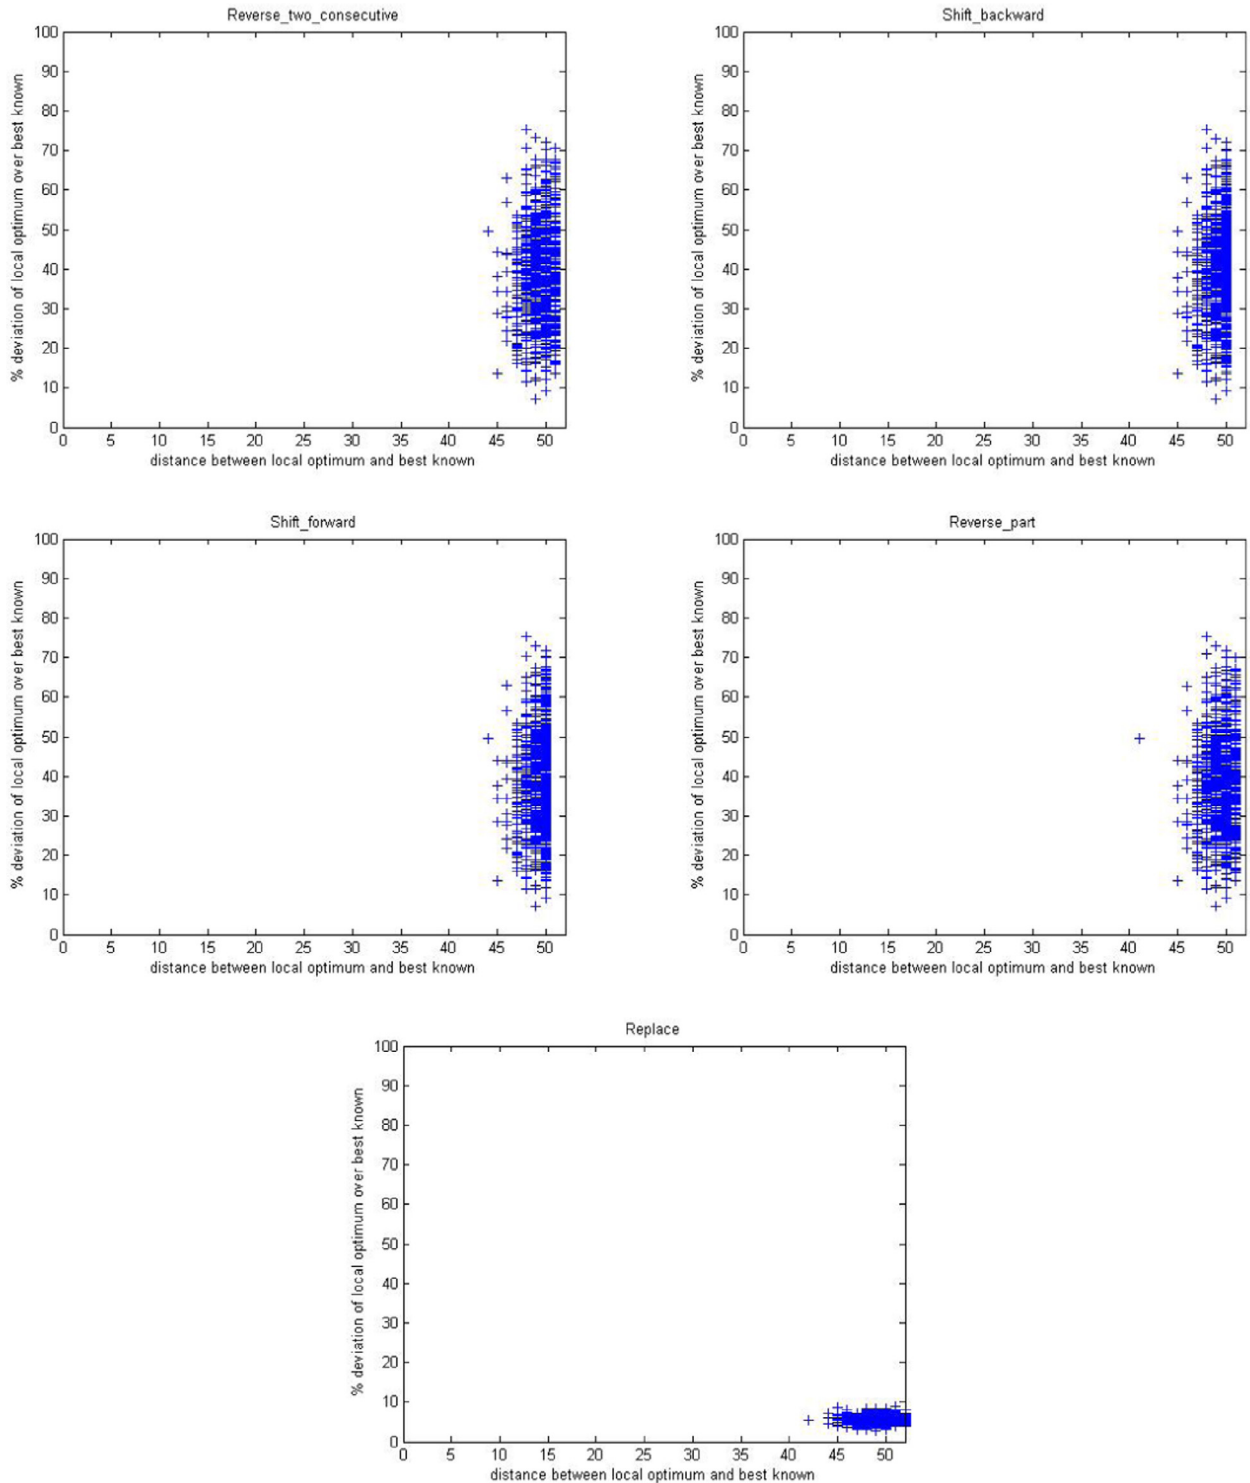 Reverse_two_consecutive
100
90
80
70
60
50
40
30
20
10
0
% deviation of local optimum over best known
0 5 10 15 20 25 30 35 40 45 50
distance between local optimum and best known
Shift_backward
100
90
80
70
60
50
40
30
20
10
0
% deviation of local optimum over best known
0 5 10 15 20 25 30 35 40 45 50
distance between local optimum and best known
Shift_forward
100
90
80
70
60
50
40
30
20
10
0
% deviation of local optimum over best known
0 5 10 15 20 25 30 35 40 45 50
distance between local optimum and best known
Reverse_part
100
90
80
70
60
50
40
30
20
10
0
% deviation of local optimum over best known
0 5 10 15 20 25 30 35 40 45 50
distance between local optimum and best known
Replace
100
90
80
70
60
50
40
30
20
10
0
% deviation of local optimum over best known
0 5 10 15 20 25 30 35 40 45 50
distance between local optimum and best known